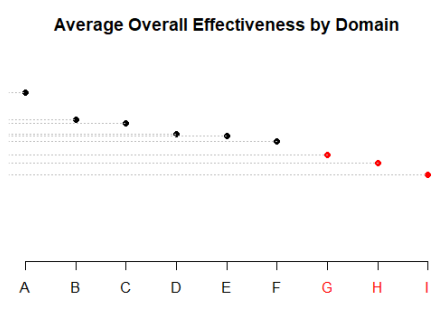 Average Overall Effectiveness by Domain
A B C D E F G H I